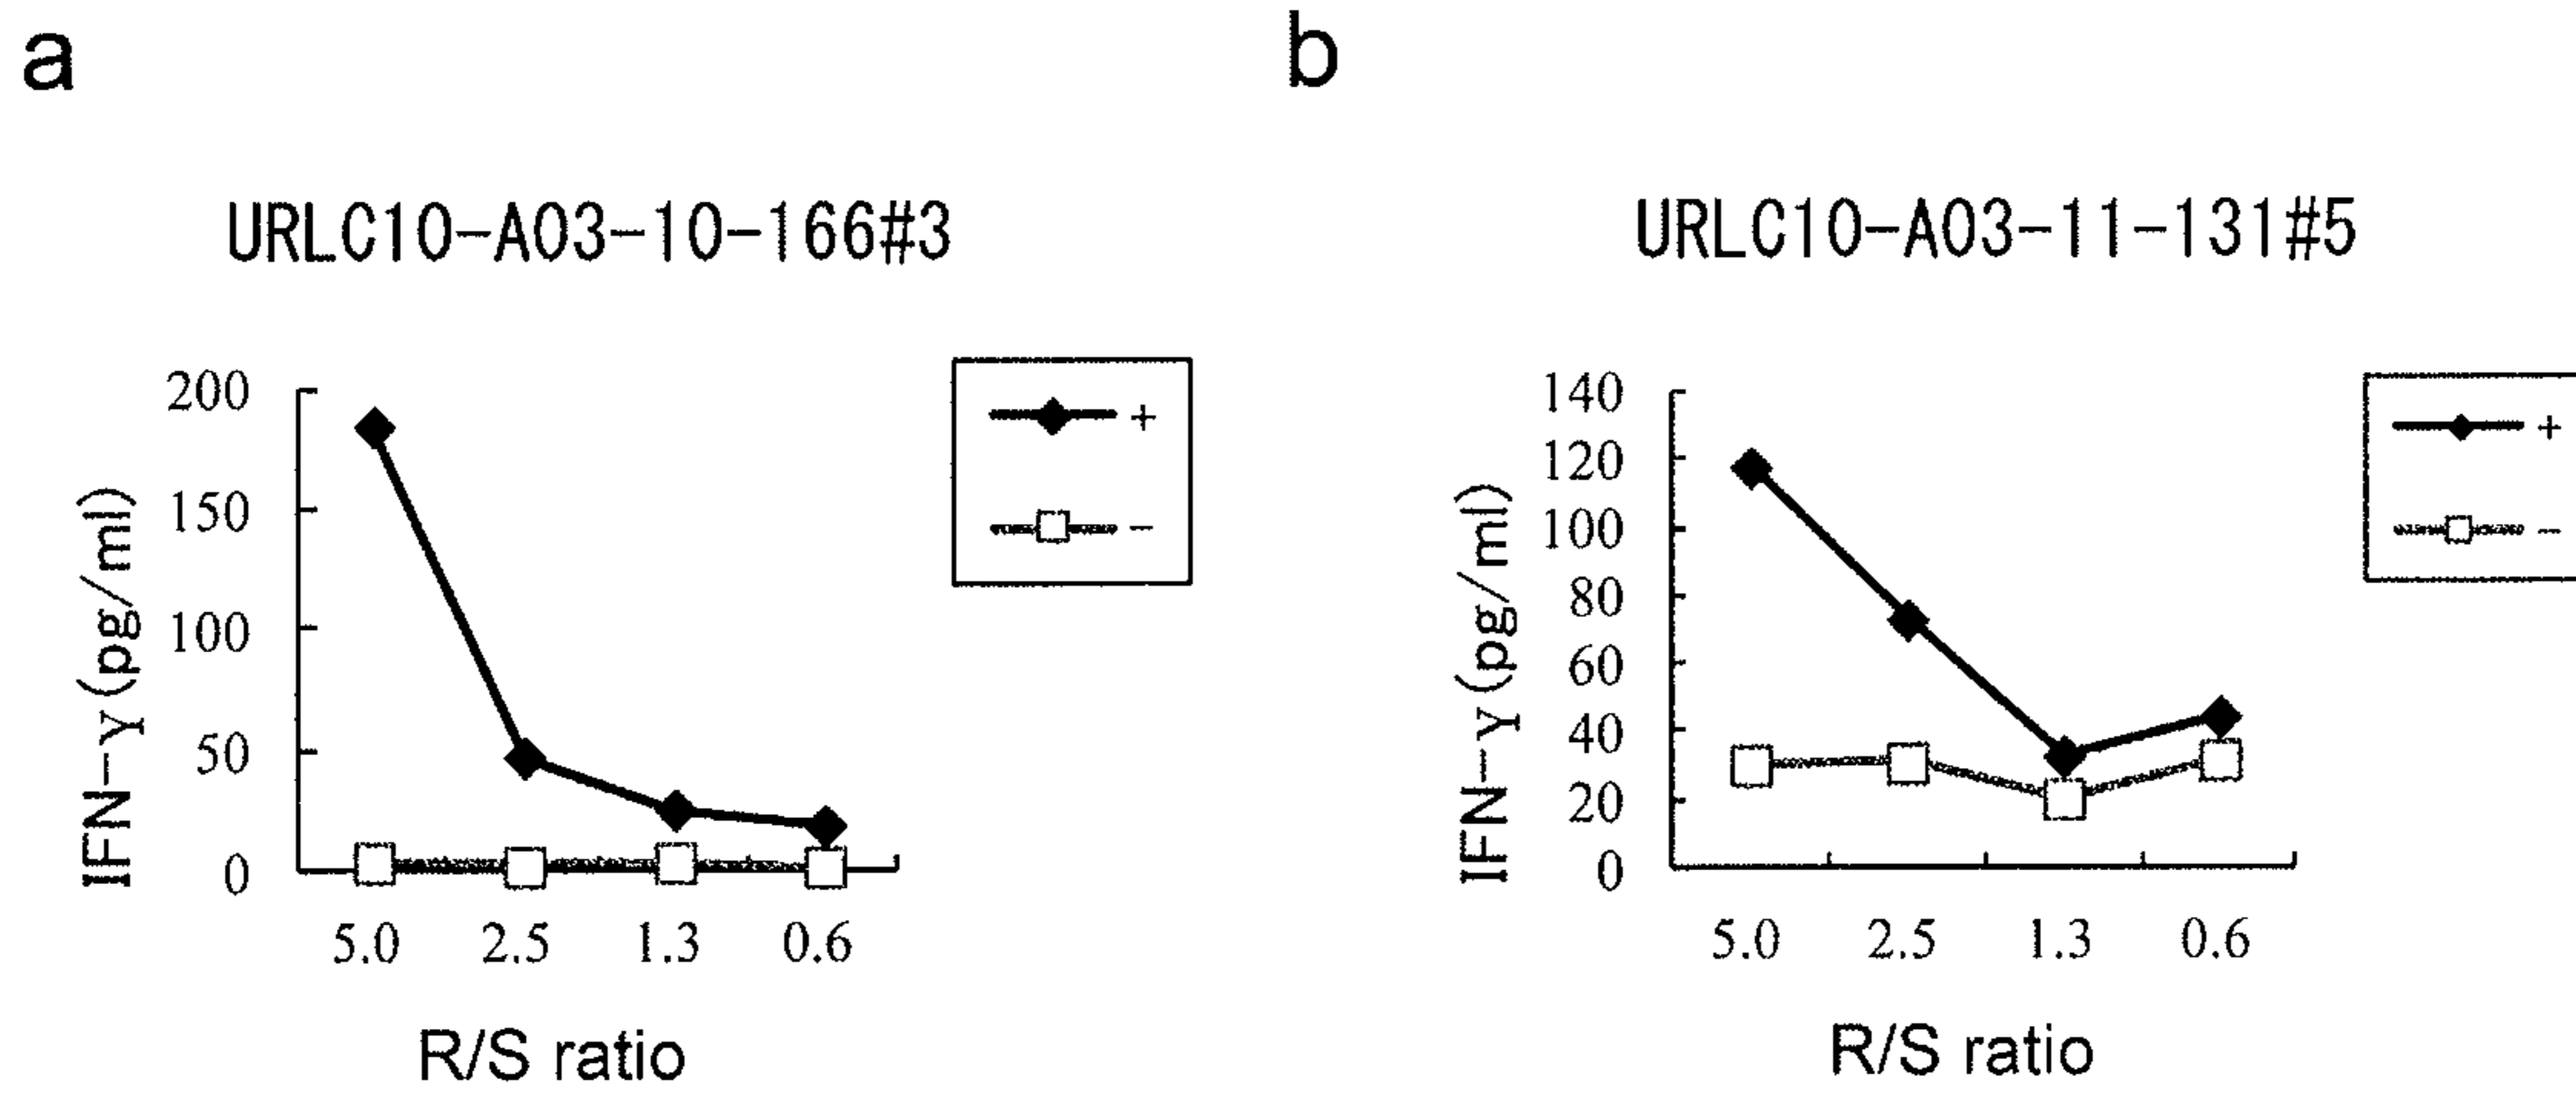 a
URLC10-A03-10-166#3
IFN-γ(pg/ml)
200
150
100
50
0
5.0 2.5 1.3 0.6
R/S ratio
+
−
b
URLC10-A03-11-131#5
IFN-γ(pg/ml)
140
120
100
80
60
40
20
0
5.0 2.5 1.3 0.6
R/S ratio
+
−